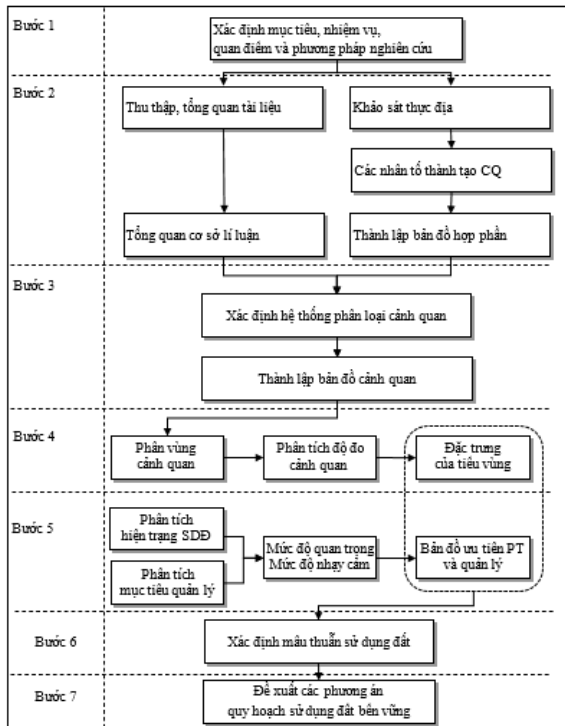 Bước 1
Xác định mục tiêu, nhiệm vụ,
quan điểm và phương pháp nghiên cứu
Bước 2
Thu thập, tổng quan tài liệu
Khảo sát thực địa
Các nhân tố thành tạo CQ
Tổng quan cơ sở lí luận
Thành lập bản đồ hợp phần
Bước 3
Xác định hệ thống phân loại cảnh quan
Thành lập bản đồ cảnh quan
Bước 4
Phân vùng
cảnh quan
Phân tích độ đo
cảnh quan
Đặc trưng
của tiểu vùng
Bước 5
Phân tích
hiện trạng SDĐ
Phân tích
mục tiêu quản lý
Mức độ quan trọng
Mức độ nhạy cảm
Bản đồ ưu tiên PT
và quản lý
Bước 6
Xác định mâu thuẫn sử dụng đất
Bước 7
Đề xuất các phương án
quy hoạch sử dụng đất bền vững